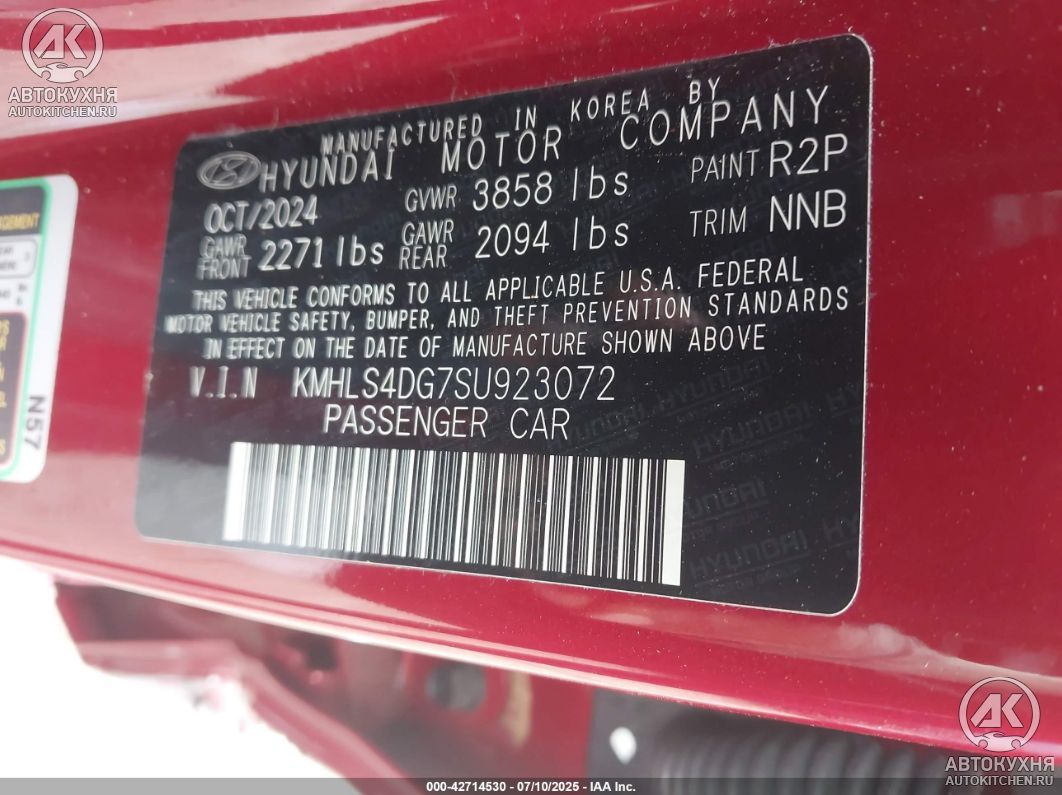 АВТОКУХНЯ
AUTOKITCHEN.RU
MANUFACTURED IN KOREA BY
HYUNDAI MOTOR COMPANY
OCT/2024 GVWR 3858 lbs PAINT R2P
GAWR FRONT 2271 lbs GAWR REAR 2094 lbs TRIM NNB
THIS VEHICLE CONFORMS TO ALL APPLICABLE U.S.A. FEDERAL
MOTOR VEHICLE SAFETY, BUMPER, AND THEFT PREVENTION STANDARDS
IN EFFECT ON THE DATE OF MANUFACTURE SHOWN ABOVE
V.I.N KMHLS4DG7SU923072
PASSENGER CAR
N57
АВТОКУХНЯ
AUTOKITCHEN.RU
000-42714530 - 07/10/2025 - IAA Inc.